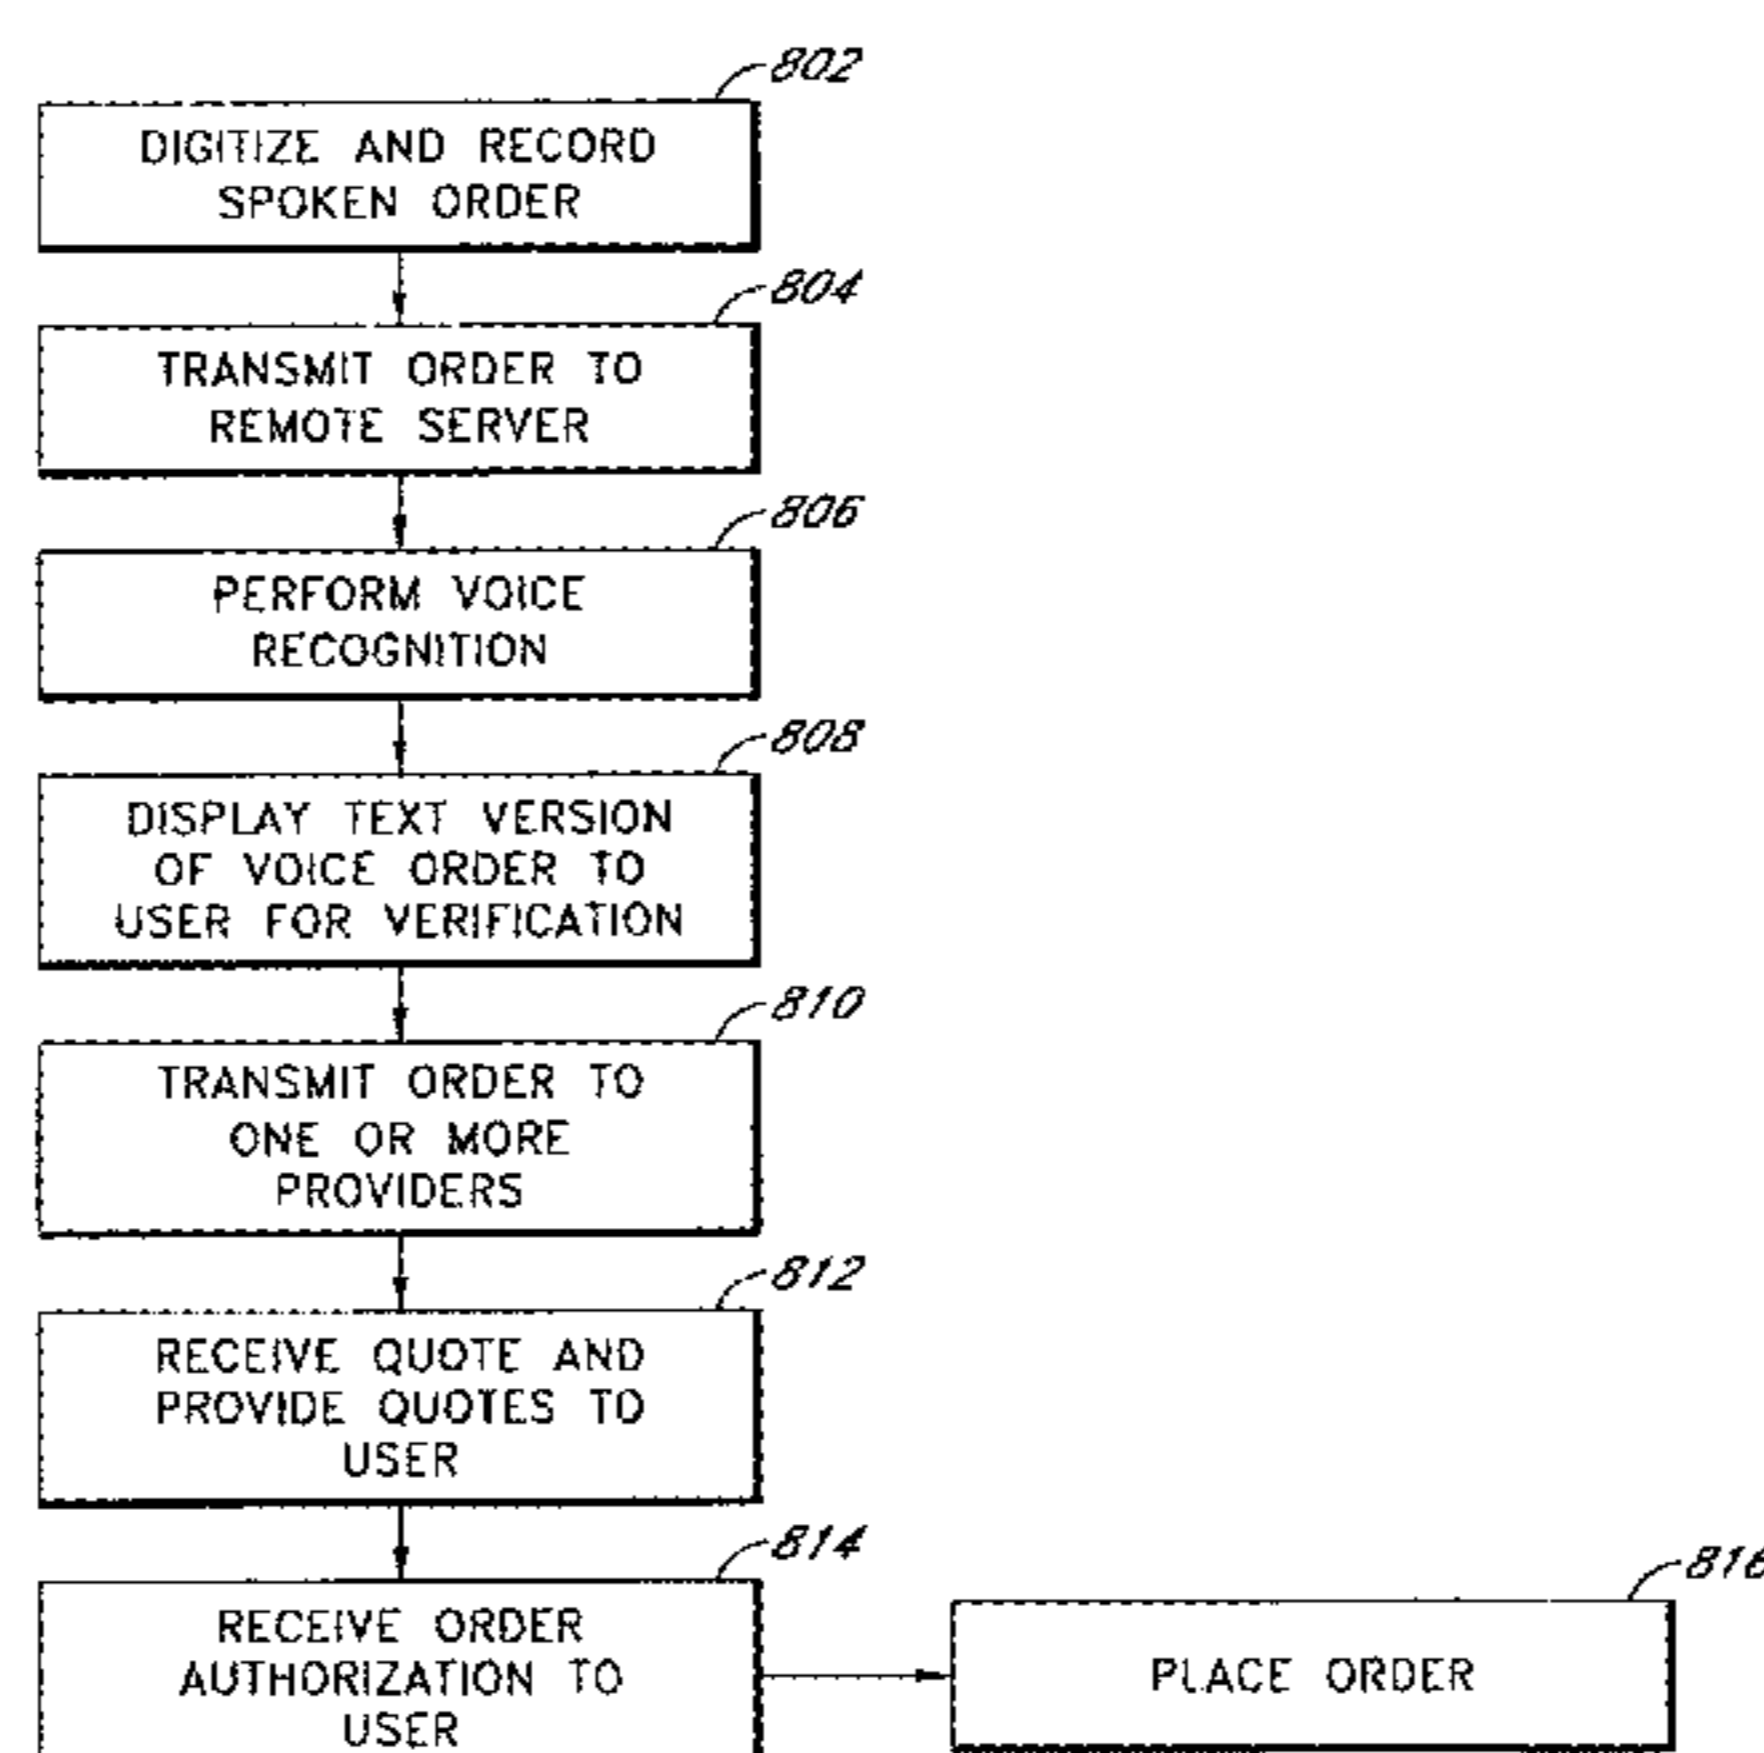 802
DIGITIZE AND RECORD
SPOKEN ORDER
804
TRANSMIT ORDER TO
REMOTE SERVER
806
PERFORM VOICE
RECOGNITION
808
DISPLAY TEXT VERSION
OF VOICE ORDER TO
USER FOR VERIFICATION
810
TRANSMIT ORDER TO
ONE OR MORE
PROVIDERS
812
RECEIVE QUOTE AND
PROVIDE QUOTES TO
USER
814
RECEIVE ORDER
AUTHORIZATION TO
USER
816
PLACE ORDER